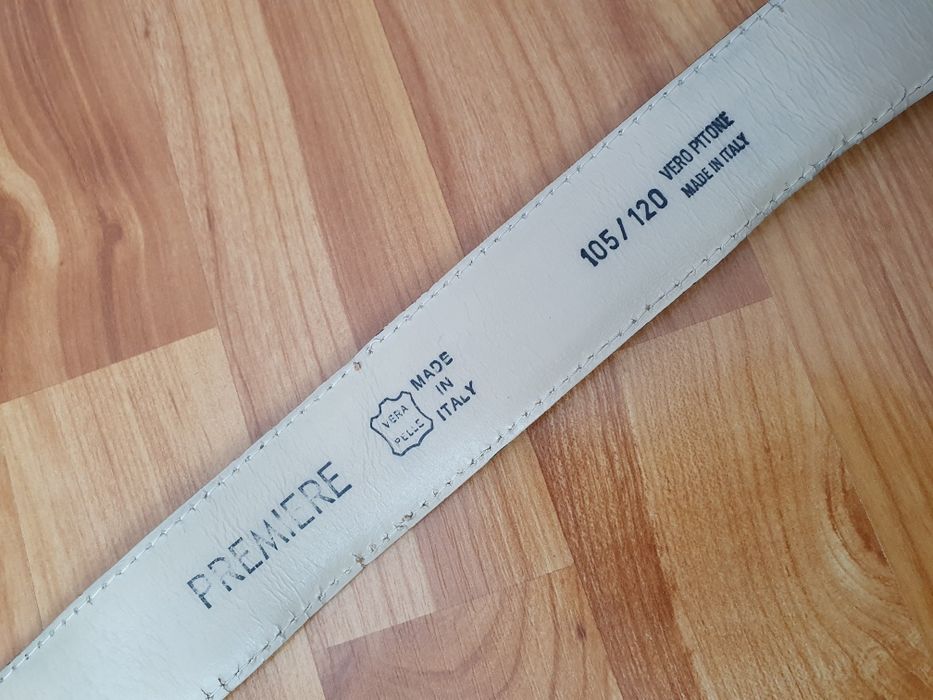 PREMIERE
VERA
PELLE
MADE
IN
ITALY
105/120
VERO PITONE
MADE IN ITALY